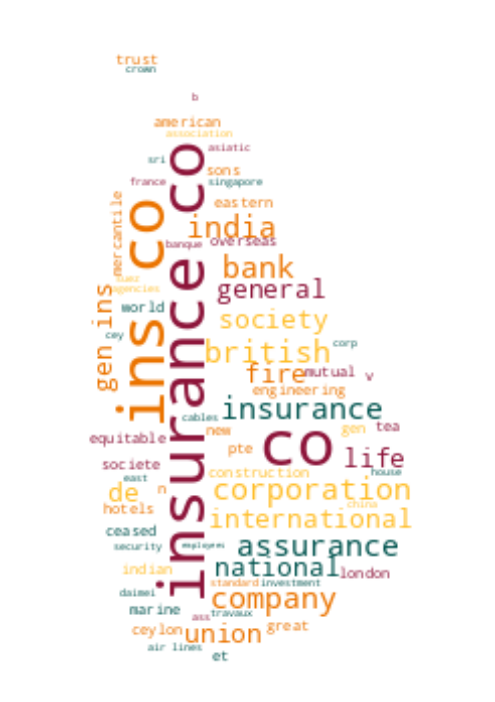 trust
crown
b
american
association
asiatic
sri
insurance co
sons
france
singapore
mercantile
ins co
eastern
india
banque
overseas
bank
suez
agencies
general
gen ins
world
society
cey
british
corp
fire
mutual
v
engineering
insurance
cables
new
co
gen
tea
equitable
pte
life
societe
construction
house
east
de
n
corporation
hotels
china
international
ceased
security
employees
assurance
national
indian
london
standard
investment
daimei
company
marine
ass
travaux
ceylon
union
great
air lines
et